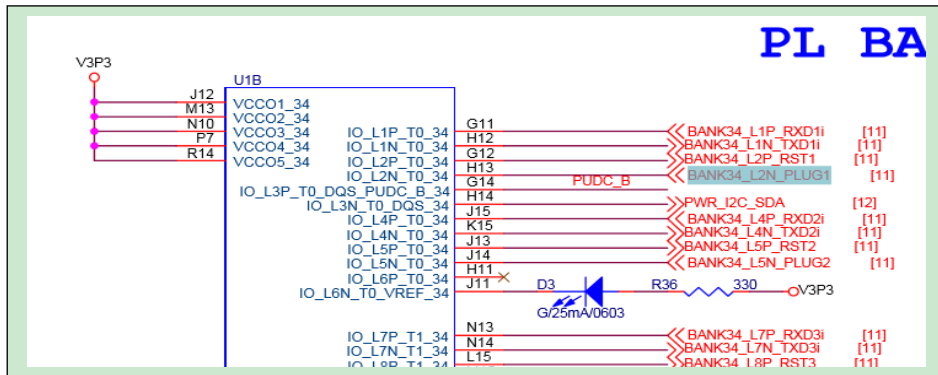 PL BA
V3P3
U1B
J12 VCCO1_34
M13 VCCO2_34
N10 VCCO3_34
P7 VCCO4_34
R14 VCCO5_34
IO_L1P_T0_34 G11 BANK34_L1P_RXD1i [11]
IO_L1N_T0_34 H12 BANK34_L1N_TXD1i [11]
IO_L2P_T0_34 G12 BANK34_L2P_RST1 [11]
IO_L2N_T0_34 H13 BANK34_L2N_PLUG1 [11]
IO_L3P_T0_DQS_PUDC_B_34 G14 PUDC_B
IO_L3N_T0_DQS_34 H14 PWR_I2C_SDA [12]
IO_L4P_T0_34 J15 BANK34_L4P_RXD2i [11]
IO_L4N_T0_34 K15 BANK34_L4N_TXD2i [11]
IO_L5P_T0_34 J13 BANK34_L5P_RST2 [11]
IO_L5N_T0_34 J14 BANK34_L5N_PLUG2 [11]
IO_L6P_T0_34 H11
IO_L6N_T0_VREF_34 J11 D3 R36 330 V3P3
G/25mA/0603
IO_L7P_T1_34 N13 BANK34_L7P_RXD3i [11]
IO_L7N_T1_34 N14 BANK34_L7N_TXD3i [11]
IO_L8P_T1_34 L15 BANK34_L8P_RST3 [11]